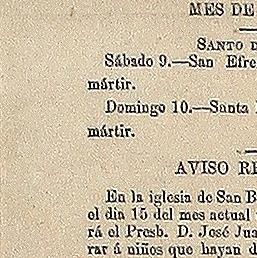 MES DE
SANTO D
Sábado 9.—San Efre
mártir.
Domingo 10.—Santa
mártir.
AVISO RE
En la iglesia de San B
el dia 15 del mes actual
rá el Presb. D. José Jua
rar á niños que hayan d